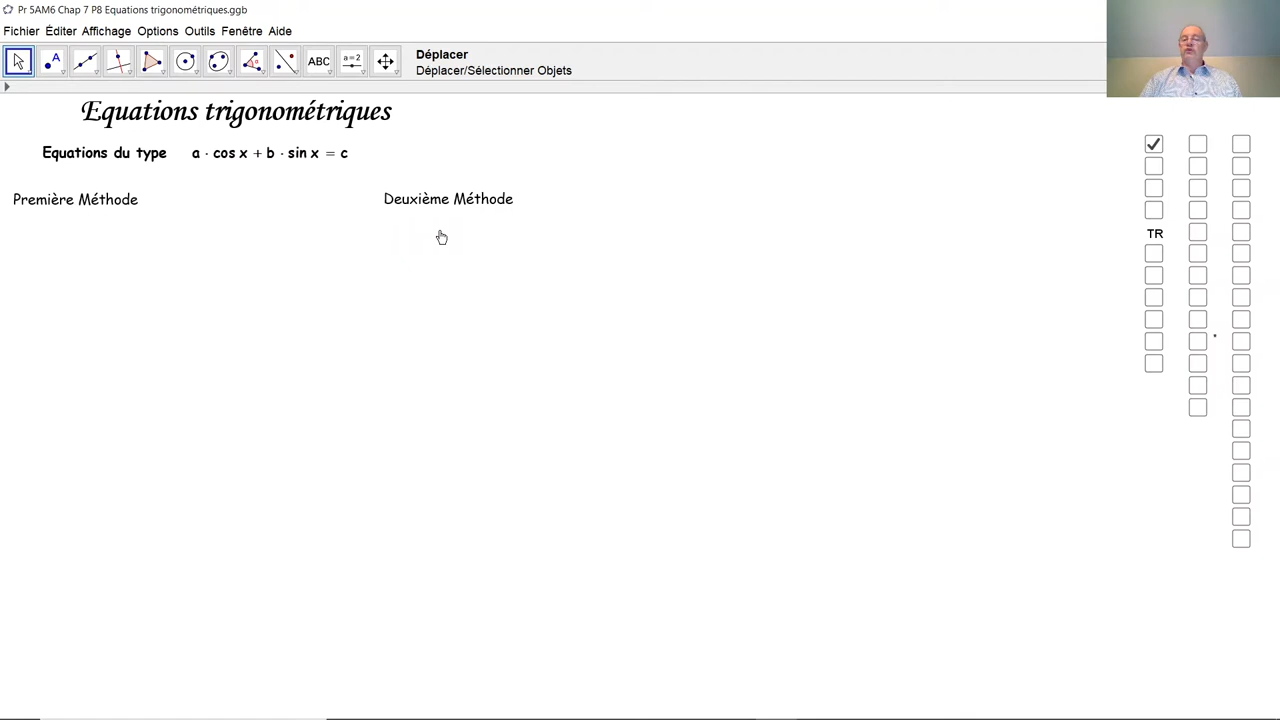 Pr 5AM6 Chap 7 P8 Equations trigonométriques.ggb
Fichier Éditer Affichage Options Outils Fenêtre Aide
A ABC a=2
Déplacer
Déplacer/Sélectionner Objets
Equations trigonométriques
Equations du type a · cos x + b · sin x = c
Première Méthode Deuxième Méthode
TR